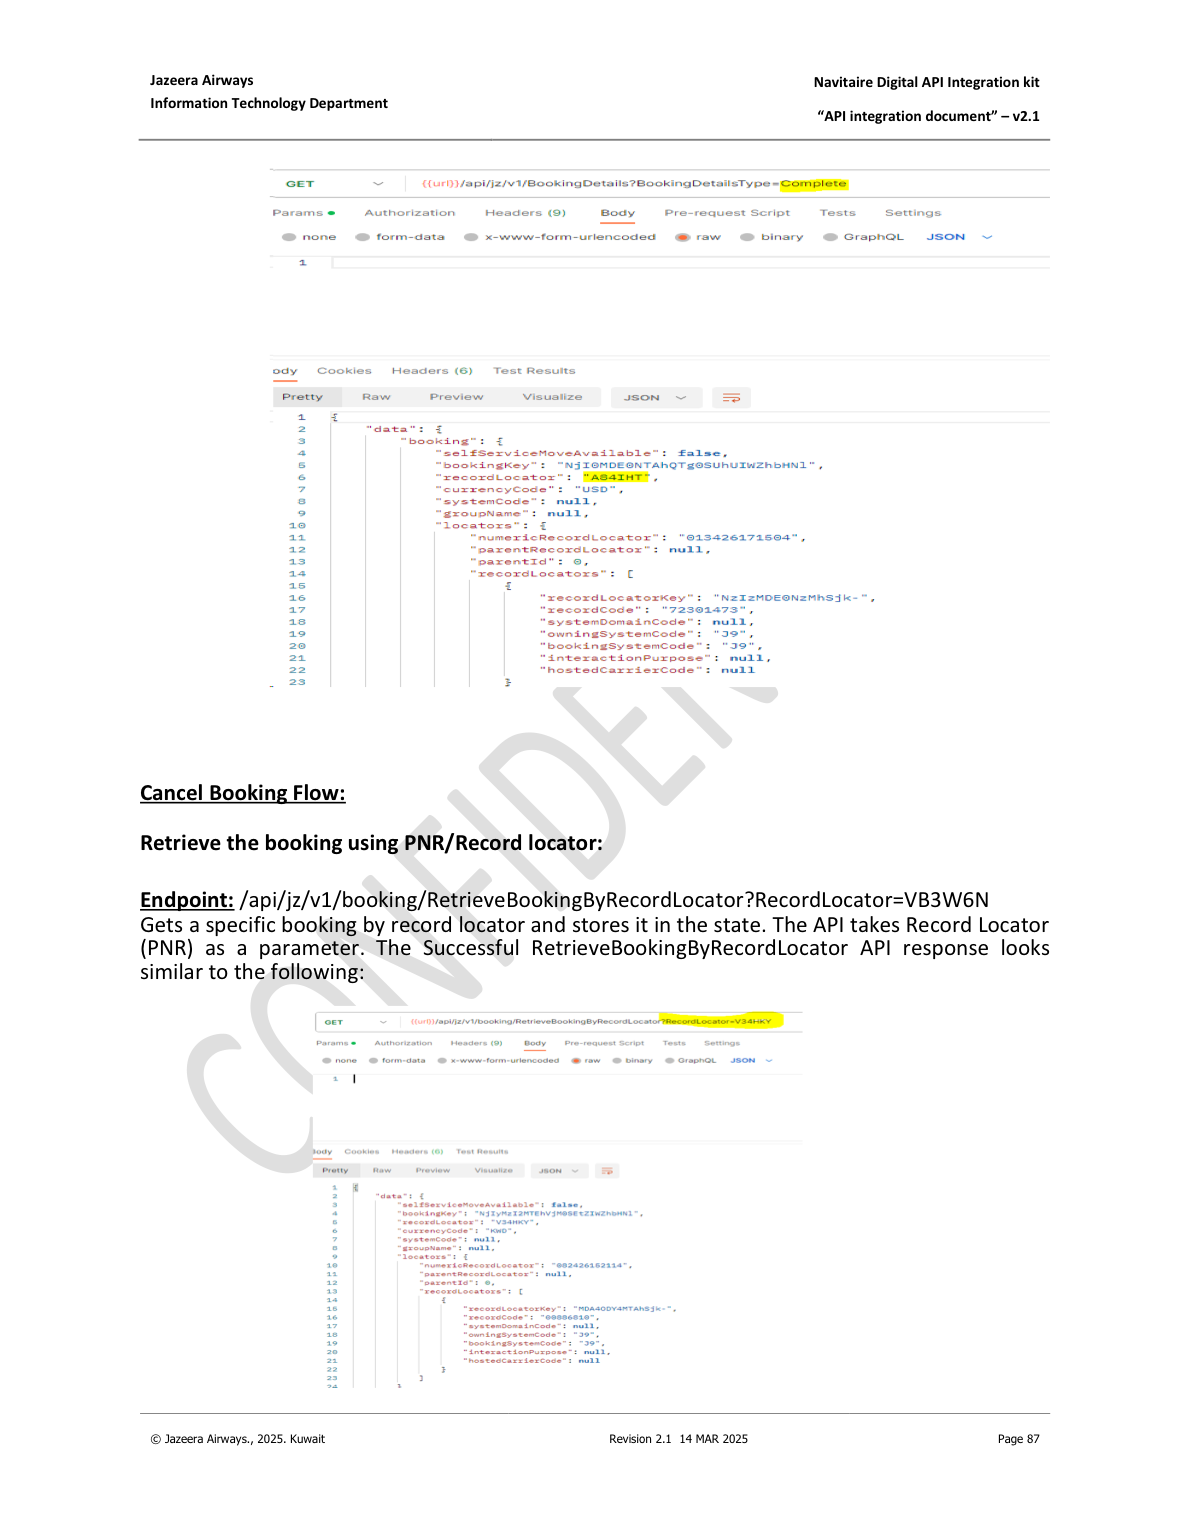 Jazeera Airways
Information Technology Department
Navitaire Digital API Integration kit
“API integration document” – v2.1
GET {{url}}/api/jz/v1/BookingDetails?BookingDetailsType=Complete
Params Authorization Headers (9) Body Pre-request Script Tests Settings
none form-data x-www-form-urlencoded raw binary GraphQL JSON
1
ody Cookies Headers (6) Test Results
Pretty Raw Preview Visualize JSON
1 {
2 "data": {
3 "booking": {
4 "selfServiceMoveAvailable": false,
5 "bookingKey": "NjI0MDE0NTAhQTg0SUhUIWZhbHNl",
6 "recordLocator": "A84IHT",
7 "currencyCode": "USD",
8 "systemCode": null,
9 "groupName": null,
10 "locators": {
11 "numericRecordLocator": "013426171504",
12 "parentRecordLocator": null,
13 "parentId": 0,
14 "recordLocators": [
15 {
16 "recordLocatorKey": "NzIzMDE0NzMhSjk-",
17 "recordCode": "72301473",
18 "systemDomainCode": null,
19 "owningSystemCode": "J9",
20 "bookingSystemCode": "J9",
21 "interactionPurpose": null,
22 "hostedCarrierCode": null
23 }
Cancel Booking Flow:
Retrieve the booking using PNR/Record locator:
Endpoint: /api/jz/v1/booking/RetrieveBookingByRecordLocator?RecordLocator=VB3W6N
Gets a specific booking by record locator and stores it in the state. The API takes Record Locator
(PNR) as a parameter. The Successful RetrieveBookingByRecordLocator API response looks
similar to the following:
GET {{url}}/api/jz/v1/booking/RetrieveBookingByRecordLocator?RecordLocator=V34HKY
Params Authorization Headers (9) Body Pre-request Script Tests Settings
none form-data x-www-form-urlencoded raw binary GraphQL JSON
1
Body Cookies Headers (6) Test Results
Pretty Raw Preview Visualize JSON
1 {
2 "data": {
3 "selfServiceMoveAvailable": false,
4 "bookingKey": "NjIyMzI2MTEhVjM0SEtZIWZhbHNl",
5 "recordLocator": "V34HKY",
6 "currencyCode": "KWD",
7 "systemCode": null,
8 "groupName": null,
9 "locators": {
10 "numericRecordLocator": "082426152114",
11 "parentRecordLocator": null,
12 "parentId": 0,
13 "recordLocators": [
14 {
15 "recordLocatorKey": "MDA4ODY4MTAhSjk-",
16 "recordCode": "00886810",
17 "systemDomainCode": null,
18 "owningSystemCode": "J9",
19 "bookingSystemCode": "J9",
20 "interactionPurpose": null,
21 "hostedCarrierCode": null
22 }
23 ]
24 }
© Jazeera Airways., 2025. Kuwait
Revision 2.1 14 MAR 2025
Page 87